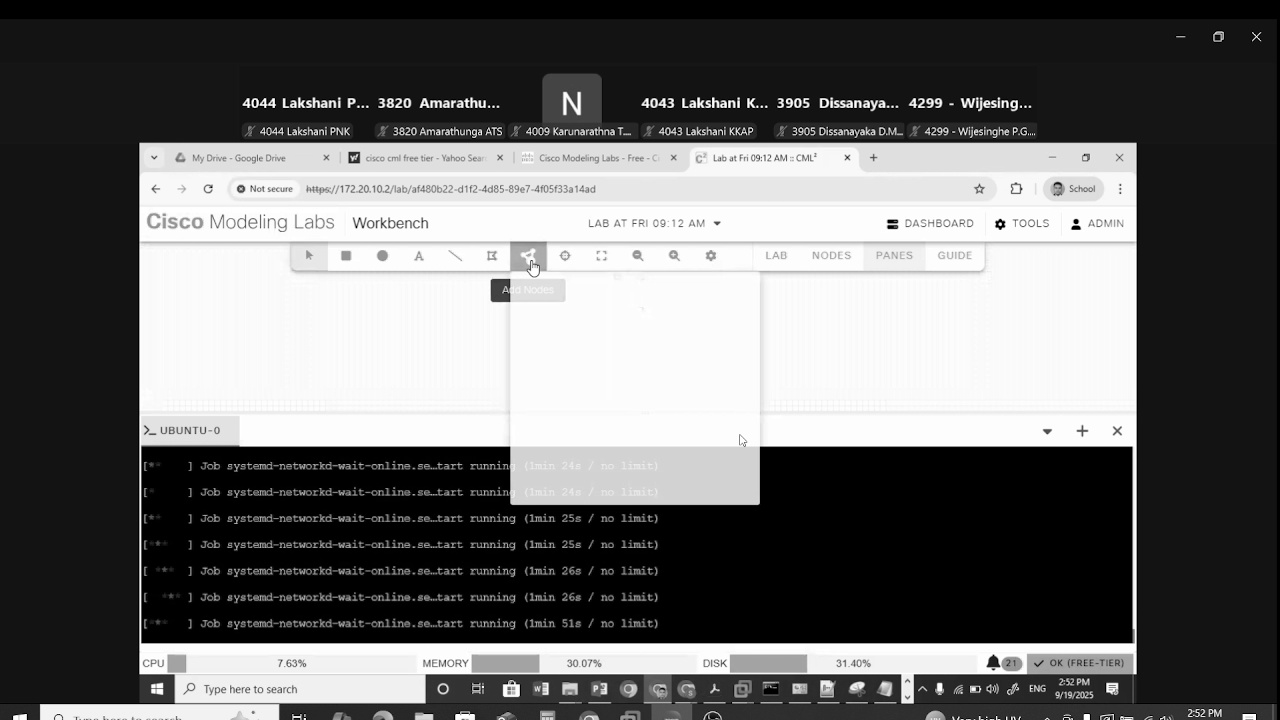 4044 Lakshani P... 3820 Amarathu... N 4043 Lakshani K... 3905 Dissanaya... 4299 - Wijesing...
4044 Lakshani PNK 3820 Amarathunga ATS 4009 Karunarathna T... 4043 Lakshani KKAP 3905 Dissanayaka D.M... 4299 - Wijesinghe P.G....
My Drive - Google Drive cisco cml free tier - Yahoo Sear Cisco Modeling Labs - Free - Ci Lab at Fri 09:12 AM :: CML²
Not secure https://172.20.10.2/lab/af480b22-d1f2-4d85-89e7-4f05f33a14ad School
Cisco Modeling Labs Workbench LAB AT FRI 09:12 AM DASHBOARD TOOLS ADMIN
A LAB NODES PANES GUIDE
Add Nodes
UBUNTU-0
[** ] Job systemd-networkd-wait-online.se…tart running (1min 24s / no limit)
[* ] Job systemd-networkd-wait-online.se…tart running (1min 24s / no limit)
[** ] Job systemd-networkd-wait-online.se…tart running (1min 25s / no limit)
[*** ] Job systemd-networkd-wait-online.se…tart running (1min 25s / no limit)
[ *** ] Job systemd-networkd-wait-online.se…tart running (1min 26s / no limit)
[ *** ] Job systemd-networkd-wait-online.se…tart running (1min 26s / no limit)
[*** ] Job systemd-networkd-wait-online.se…tart running (1min 51s / no limit)
CPU 7.63% MEMORY 30.07% DISK 31.40% 21 OK (FREE-TIER)
Type here to search ENG 2:52 PM
9/19/2025
Type here to search 2:52 PM